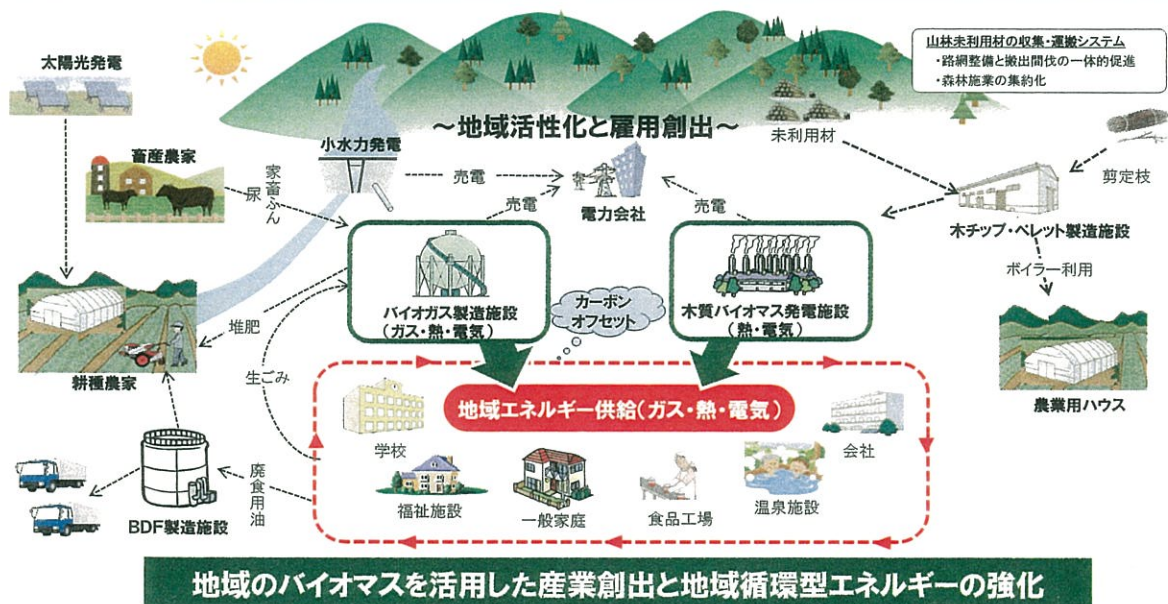 山林未利用材の収集・運搬システム
・路網整備と搬出間伐の一体的促進
・森林施業の集約化
太陽光発電
～地域活性化と雇用創出～
未利用材
小水力発電
畜産農家
家畜ふん
尿
売電
売電
電力会社
売電
剪定枝
木チップ・ペレット製造施設
ボイラー利用
バイオガス製造施設
(ガス・熱・電気)
カーボン
オフセット
木質バイオマス発電施設
(熱・電気)
堆肥
生ごみ
耕種農家
農業用ハウス
地域エネルギー供給(ガス・熱・電気)
学校
会社
福祉施設
一般家庭
食品工場
温泉施設
廃食用油
BDF製造施設
地域のバイオマスを活用した産業創出と地域循環型エネルギーの強化